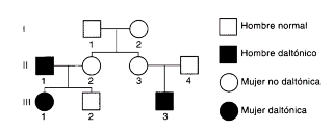 I
1
2
II
1
2
3
4
III
1
2
3
Hombre normal
Hombre daltónico
Mujer no daltónica.
Mujer daltónica